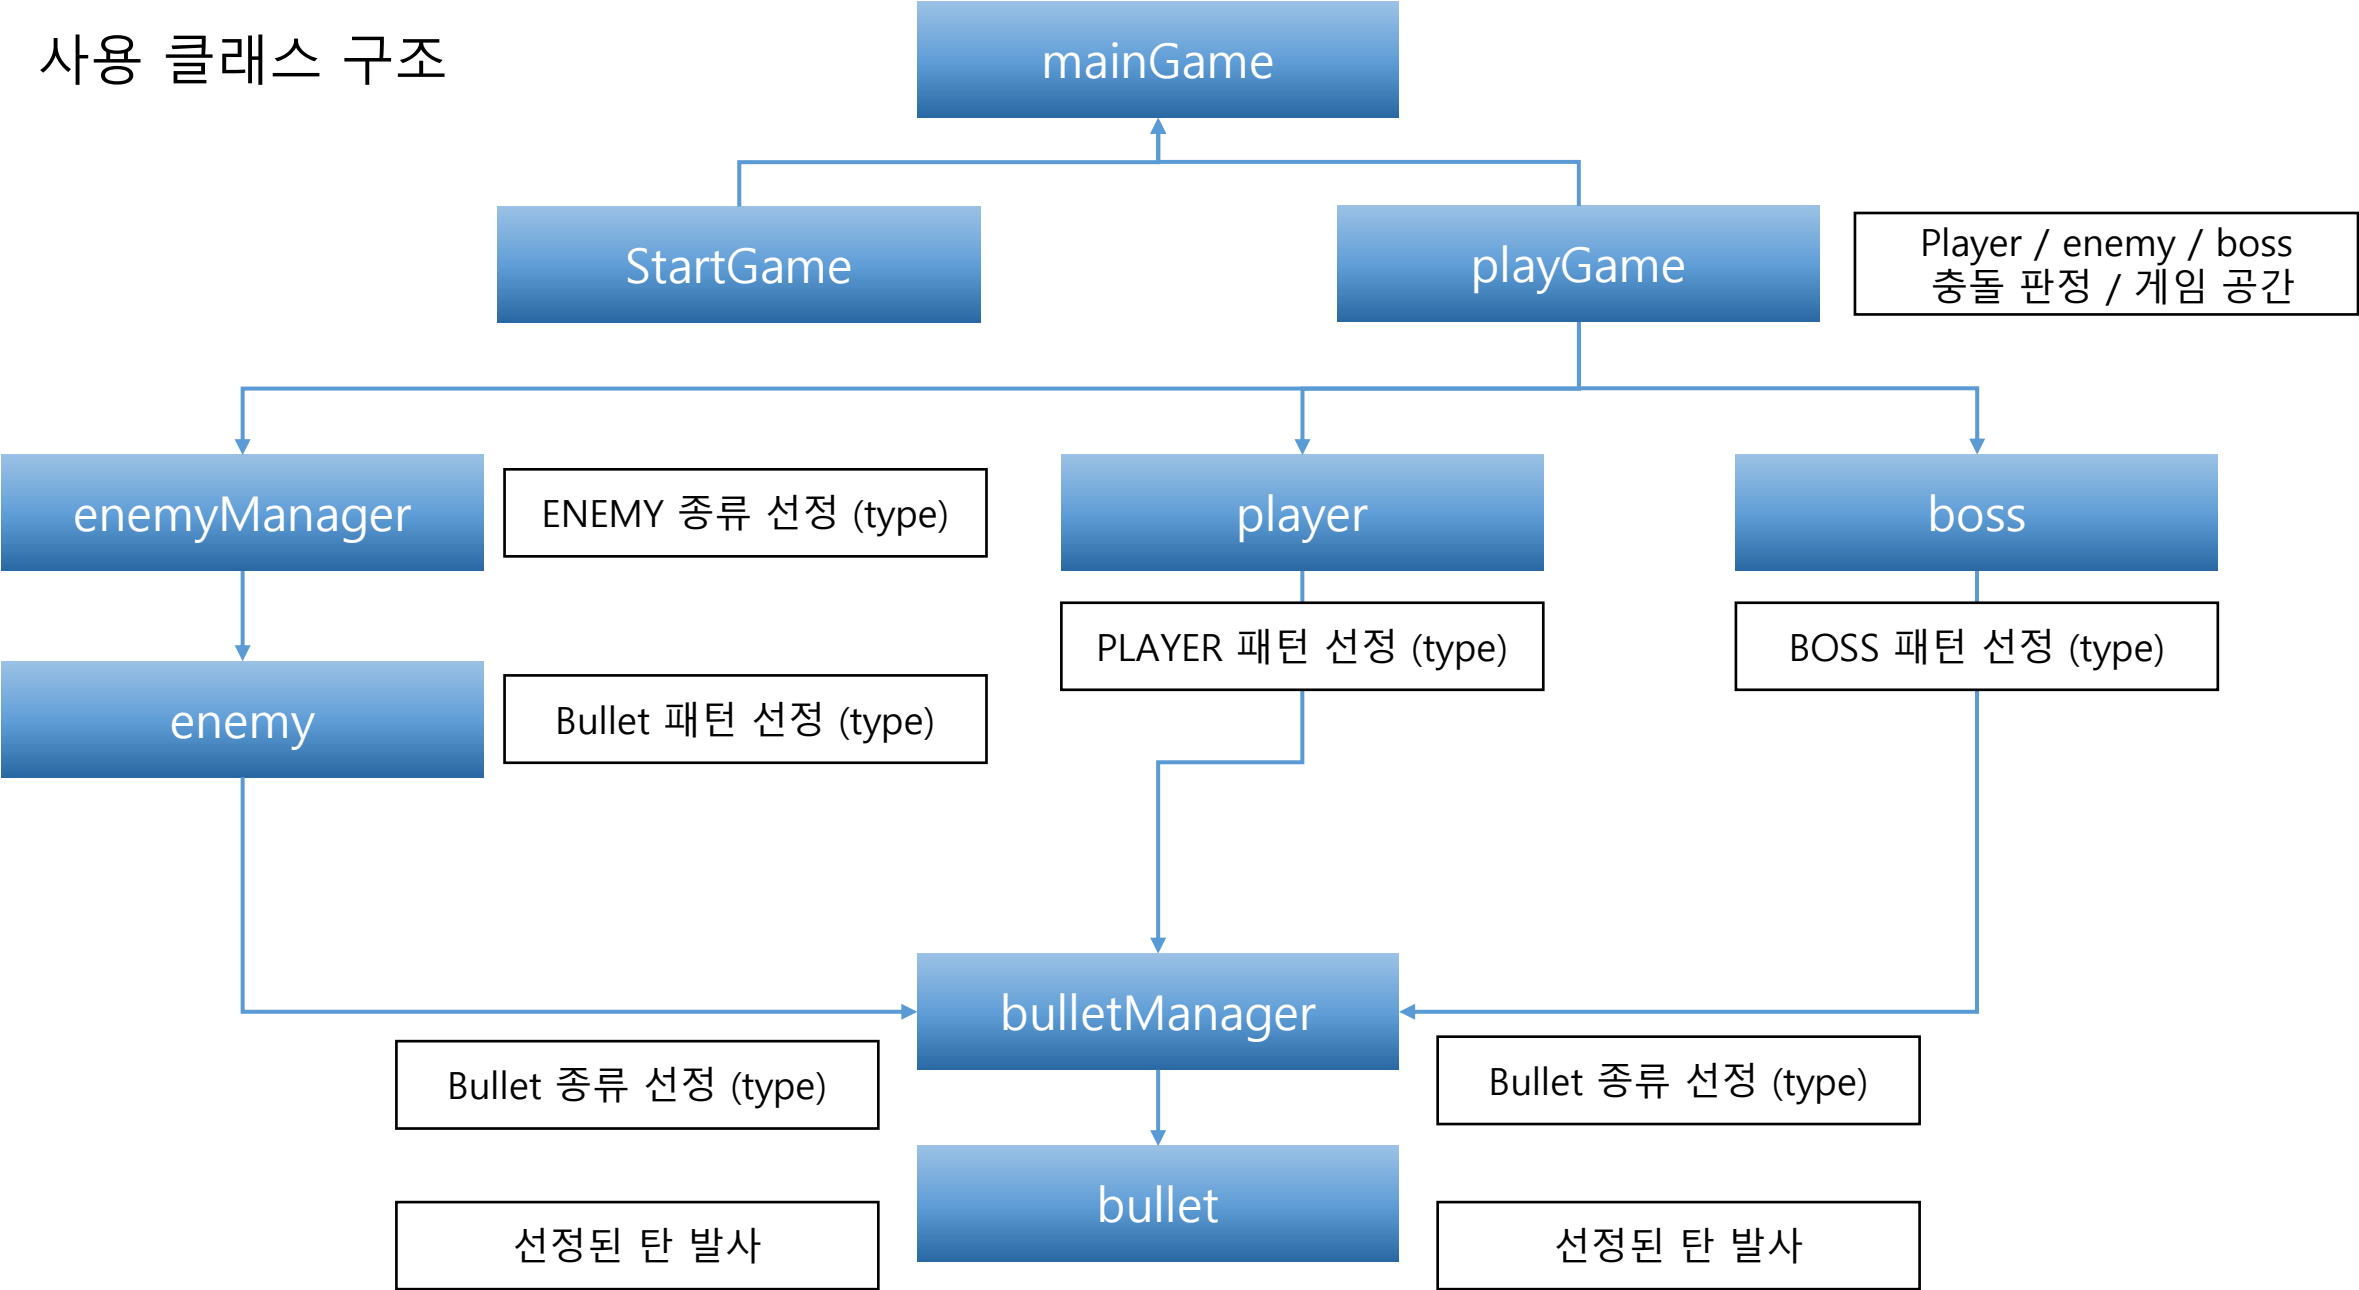 사용 클래스 구조
mainGame
StartGame
playGame
Player / enemy / boss
충돌 판정 / 게임 공간
enemyManager
ENEMY 종류 선정 (type)
player
boss
PLAYER 패턴 선정 (type)
BOSS 패턴 선정 (type)
enemy
Bullet 패턴 선정 (type)
bulletManager
Bullet 종류 선정 (type)
Bullet 종류 선정 (type)
bullet
선정된 탄 발사
선정된 탄 발사